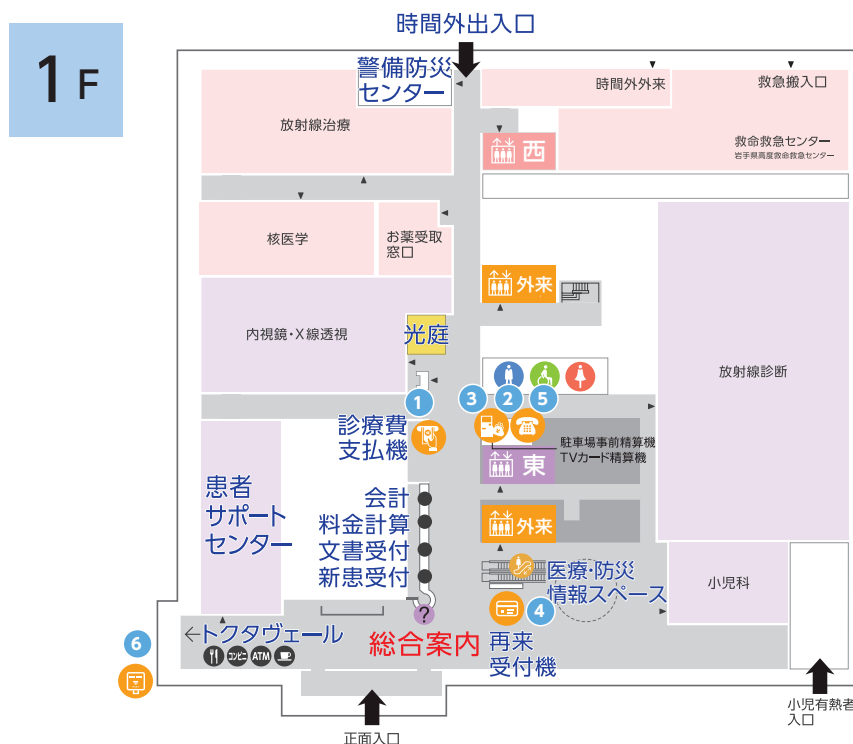 時間外出入口
1F
警備防災
センター
時間外外来
救急搬入口
放射線治療
西
救命救急センター
岩手県高度救命救急センター
核医学
お薬受取
窓口
外来
内視鏡・X線透視
光庭
放射線診断
1
3
2
5
診療費
支払機
駐車場事前精算機
TVカード精算機
東
患者
サポート
センター
会計
料金計算
文書受付
新患受付
外来
医療・防災
情報スペース
小児科
?
4
←トクタヴェール
総合案内
再来
受付機
コンビニ
ATM
6
正面入口
小児有熱者
入口